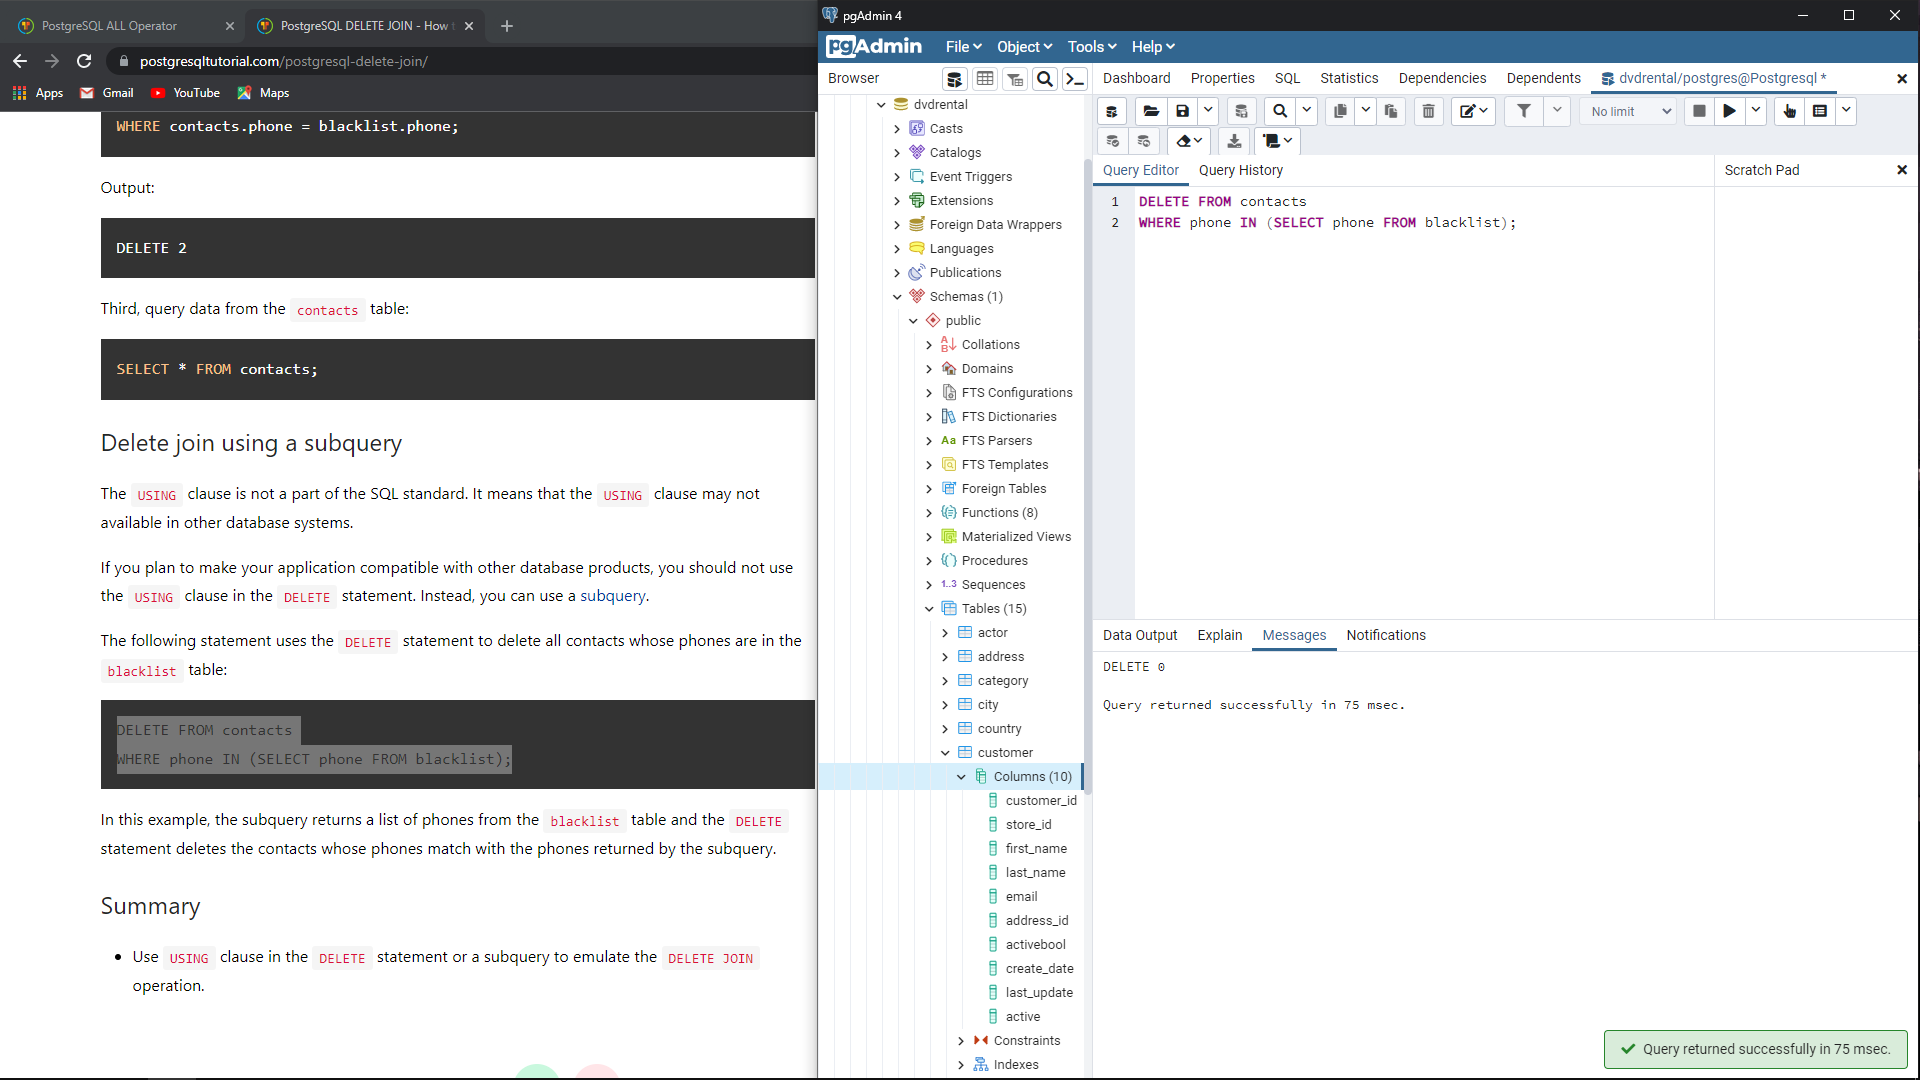 PostgreSQL ALL Operator
PostgreSQL DELETE JOIN - How t
postgresqltutorial.com/postgresql-delete-join/
Apps
Gmail
YouTube
Maps
WHERE contacts.phone = blacklist.phone;
Output:
DELETE 2
Third, query data from the contacts table:
SELECT * FROM contacts;
Delete join using a subquery
The USING clause is not a part of the SQL standard. It means that the USING clause may not
available in other database systems.
If you plan to make your application compatible with other database products, you should not use
the USING clause in the DELETE statement. Instead, you can use a subquery.
The following statement uses the DELETE statement to delete all contacts whose phones are in the
blacklist table:
DELETE FROM contacts
WHERE phone IN (SELECT phone FROM blacklist);
In this example, the subquery returns a list of phones from the blacklist table and the DELETE
statement deletes the contacts whose phones match with the phones returned by the subquery.
Summary
Use USING clause in the DELETE statement or a subquery to emulate the DELETE JOIN
operation.
pgAdmin 4
pgAdmin
File
Object
Tools
Help
Browser
dvdrental
Casts
Catalogs
Event Triggers
Extensions
Foreign Data Wrappers
Languages
Publications
Schemas (1)
public
Collations
Domains
FTS Configurations
FTS Dictionaries
Aa FTS Parsers
FTS Templates
Foreign Tables
Functions (8)
Materialized Views
Procedures
1..3 Sequences
Tables (15)
actor
address
category
city
country
customer
Columns (10)
customer_id
store_id
first_name
last_name
email
address_id
activebool
create_date
last_update
active
Constraints
Indexes
Dashboard
Properties
SQL
Statistics
Dependencies
Dependents
dvdrental/postgres@Postgresql *
No limit
Query Editor
Query History
Scratch Pad
1 DELETE FROM contacts
2 WHERE phone IN (SELECT phone FROM blacklist);
Data Output
Explain
Messages
Notifications
DELETE 0
Query returned successfully in 75 msec.
Query returned successfully in 75 msec.